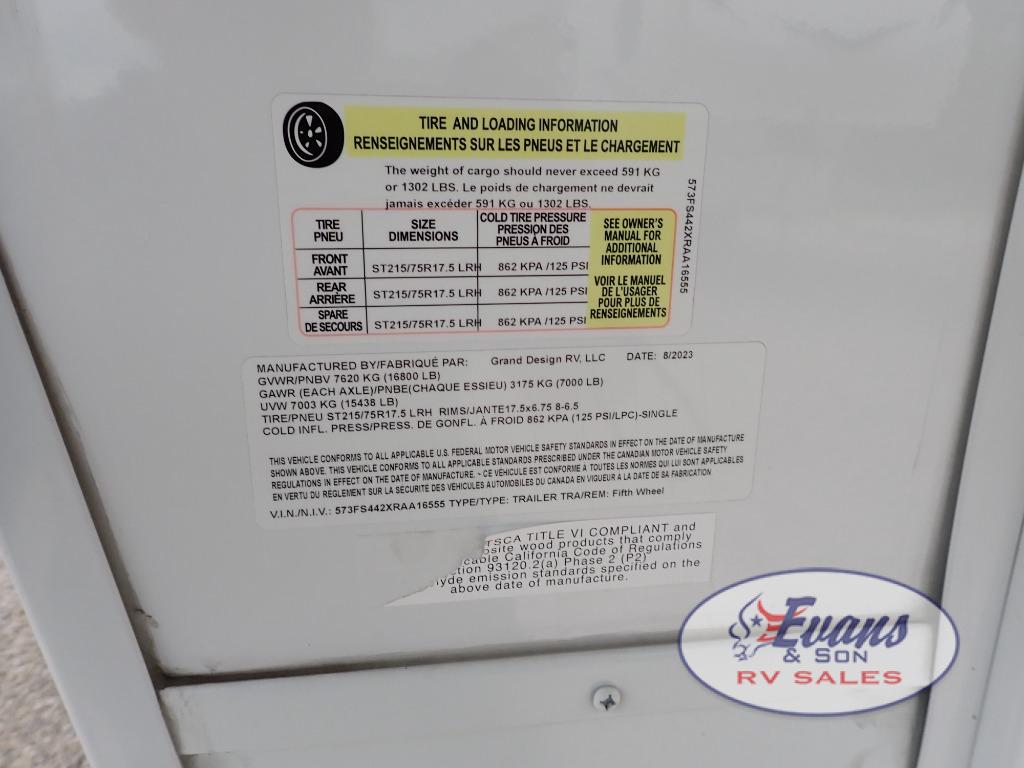 TIRE AND LOADING INFORMATION
RENSEIGNEMENTS SUR LES PNEUS ET LE CHARGEMENT
The weight of cargo should never exceed 591 KG
or 1302 LBS. Le poids de chargement ne devrait
jamais excéder 591 KG ou 1302 LBS.
TIRE PNEU SIZE DIMENSIONS COLD TIRE PRESSURE PRESSION DES PNEUS À FROID
FRONT AVANT ST215/75R17.5 LRH 862 KPA /125 PSI
REAR ARRIÈRE ST215/75R17.5 LRH 862 KPA /125 PSI
SPARE DE SECOURS ST215/75R17.5 LRH 862 KPA /125 PSI
SEE OWNER'S
MANUAL FOR
ADDITIONAL
INFORMATION
VOIR LE MANUEL
DE L'USAGER
POUR PLUS DE
RENSEIGNEMENTS
573FS442XRAA16555
MANUFACTURED BY/FABRIQUÉ PAR: Grand Design RV, LLC DATE: 8/2023
GVWR/PNBV 7620 KG (16800 LB)
GAWR (EACH AXLE)/PNBE(CHAQUE ESSIEU) 3175 KG (7000 LB)
UVW 7003 KG (15438 LB)
TIRE/PNEU ST215/75R17.5 LRH RIMS/JANTE17.5x6.75 8-6.5
COLD INFL. PRESS/PRESS. DE GONFL. À FROID 862 KPA (125 PSI/LPC)-SINGLE
THIS VEHICLE CONFORMS TO ALL APPLICABLE U.S. FEDERAL MOTOR VEHICLE SAFETY STANDARDS IN EFFECT ON THE DATE OF MANUFACTURE
SHOWN ABOVE. THIS VEHICLE CONFORMS TO ALL APPLICABLE STANDARDS PRESCRIBED UNDER THE CANADIAN MOTOR VEHICLE SAFETY
REGULATIONS IN EFFECT ON THE DATE OF MANUFACTURE. - CE VÉHICULE EST CONFORME À TOUTES LES NORMES QUI LUI SONT APPLICABLES
EN VERTU DU REGLEMENT SUR LA SECURITE DES VÉHICULES AUTOMOBILES DU CANADA EN VIGUEUR A LA DATE DE SA FABRICATION
V.I.N./N.I.V.: 573FS442XRAA16555 TYPE/TYPE: TRAILER TRA/REM: Fifth Wheel
TSCA TITLE VI COMPLIANT and
osite wood products that comply
cable California Code of Regulations
ction 93120.2(a) Phase 2 (P2)
hyde emission standards specified on the
above date of manufacture.
Evans
& SON
RV SALES